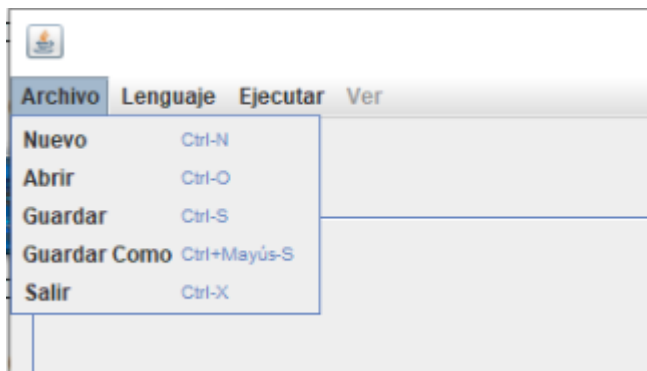 Archivo Lenguaje Ejecutar Ver
Nuevo Ctrl-N
Abrir Ctrl-O
Guardar Ctrl-S
Guardar Como Ctrl+Mayús-S
Salir Ctrl-X